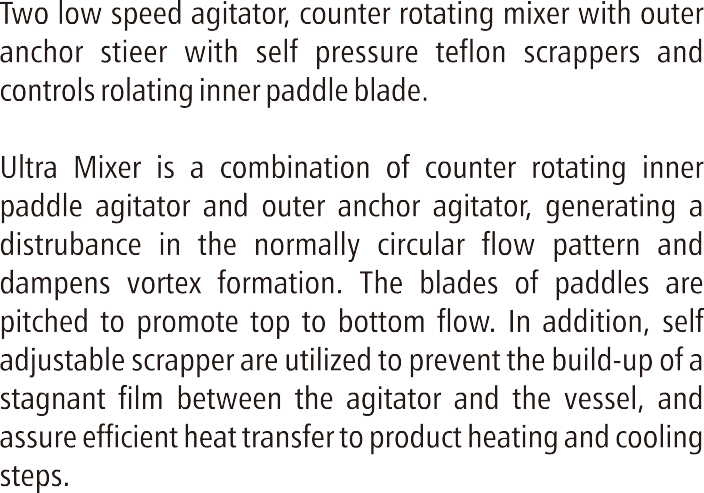 Two low speed agitator, counter rotating mixer with outer
anchor stieer with self pressure teflon scrappers and
controls rolating inner paddle blade.
Ultra Mixer is a combination of counter rotating inner
paddle agitator and outer anchor agitator, generating a
distrubance in the normally circular flow pattern and
dampens vortex formation. The blades of paddles are
pitched to promote top to bottom flow. In addition, self
adjustable scrapper are utilized to prevent the build-up of a
stagnant film between the agitator and the vessel, and
assure efficient heat transfer to product heating and cooling
steps.